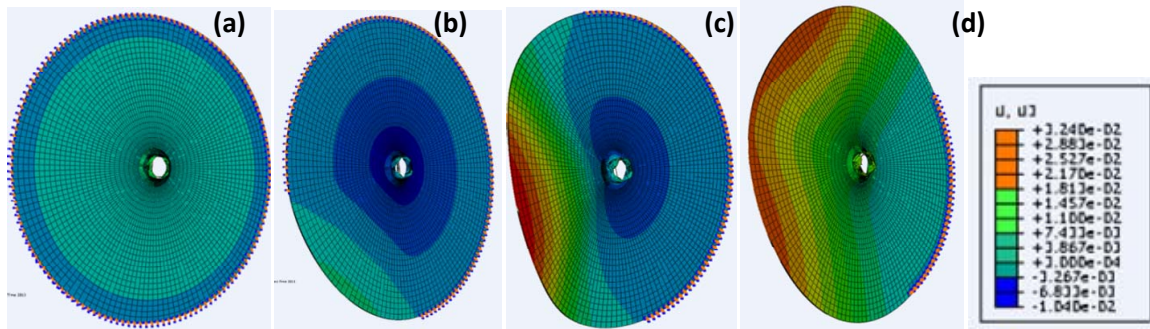 (a)
(b)
(c)
(d)
U, U3
+3.240e-02
+2.883e-02
+2.527e-02
+2.170e-02
+1.813e-02
+1.457e-02
+1.100e-02
+7.433e-03
+3.867e-03
+3.000e-04
-3.267e-03
-6.833e-03
-1.040e-02